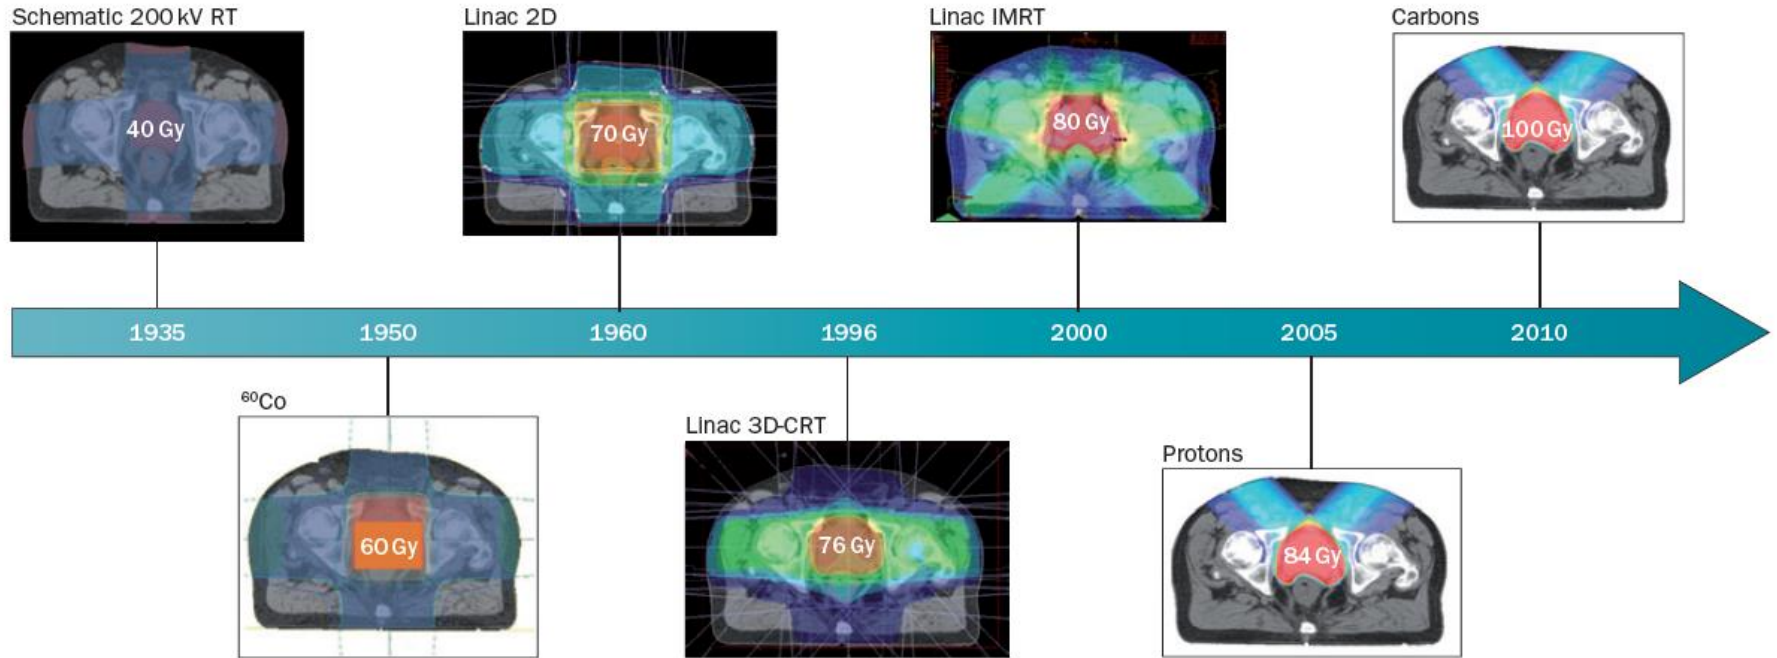 Schematic 200 kV RT
Linac 2D
Linac IMRT
Carbons
40 Gy
70 Gy
80 Gy
100 Gy
1935
1950
1960
1996
2000
2005
2010
⁶⁰Co
Linac 3D-CRT
Protons
60 Gy
76 Gy
84 Gy